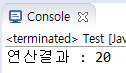 Console
<terminated> Test [Jav
연산결과 : 20